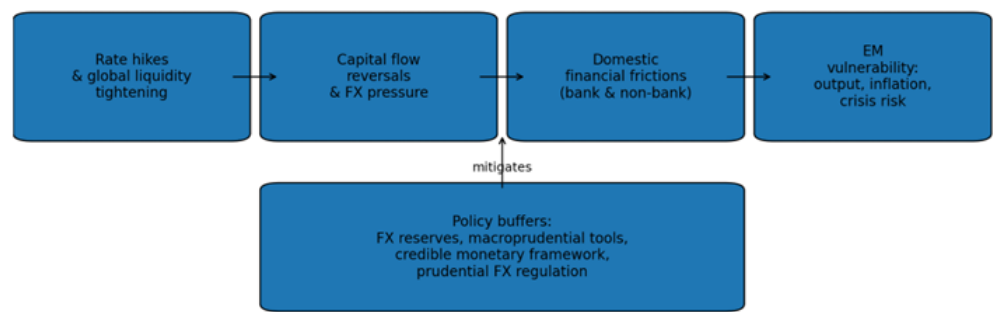 Rate hikes
& global liquidity
tightening
Capital flow
reversals
& FX pressure
Domestic
financial frictions
(bank & non-bank)
EM
vulnerability:
output, inflation,
crisis risk
mitigates
Policy buffers:
FX reserves, macroprudential tools,
credible monetary framework,
prudential FX regulation